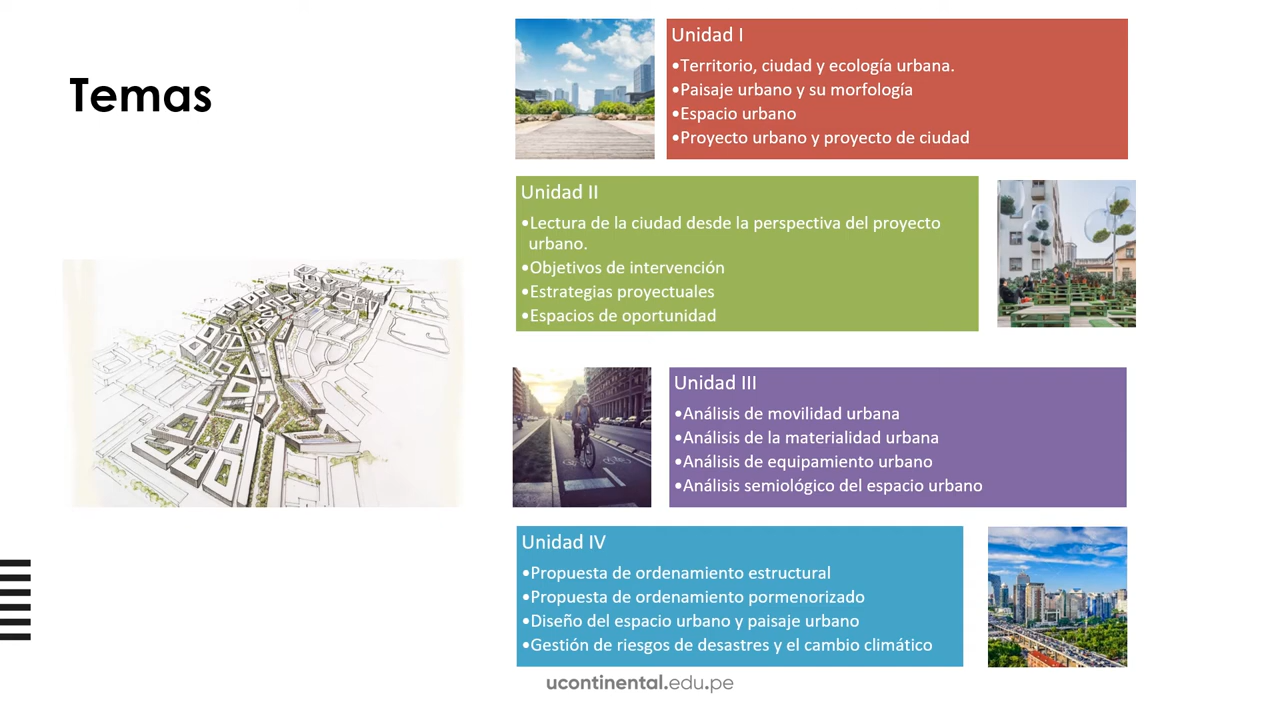 Temas
Unidad I
•Territorio, ciudad y ecología urbana.
•Paisaje urbano y su morfología
•Espacio urbano
•Proyecto urbano y proyecto de ciudad
Unidad II
•Lectura de la ciudad desde la perspectiva del proyecto
urbano.
•Objetivos de intervención
•Estrategias proyectuales
•Espacios de oportunidad
Unidad III
•Análisis de movilidad urbana
•Análisis de la materialidad urbana
•Análisis de equipamiento urbano
•Análisis semiológico del espacio urbano
Unidad IV
•Propuesta de ordenamiento estructural
•Propuesta de ordenamiento pormenorizado
•Diseño del espacio urbano y paisaje urbano
•Gestión de riesgos de desastres y el cambio climático
ucontinental.edu.pe